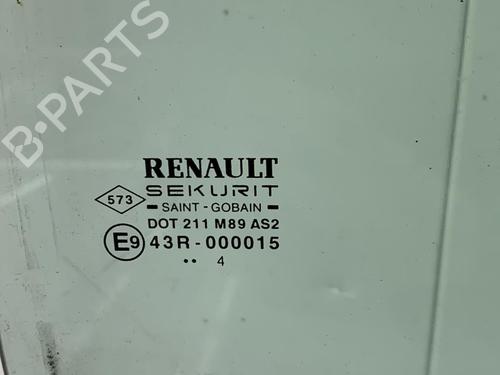 RENAULT
573 SEKURIT
SAINT - GOBAIN
DOT 211 M89 AS2
E9 43R-000015
•• 4
B-PARTS